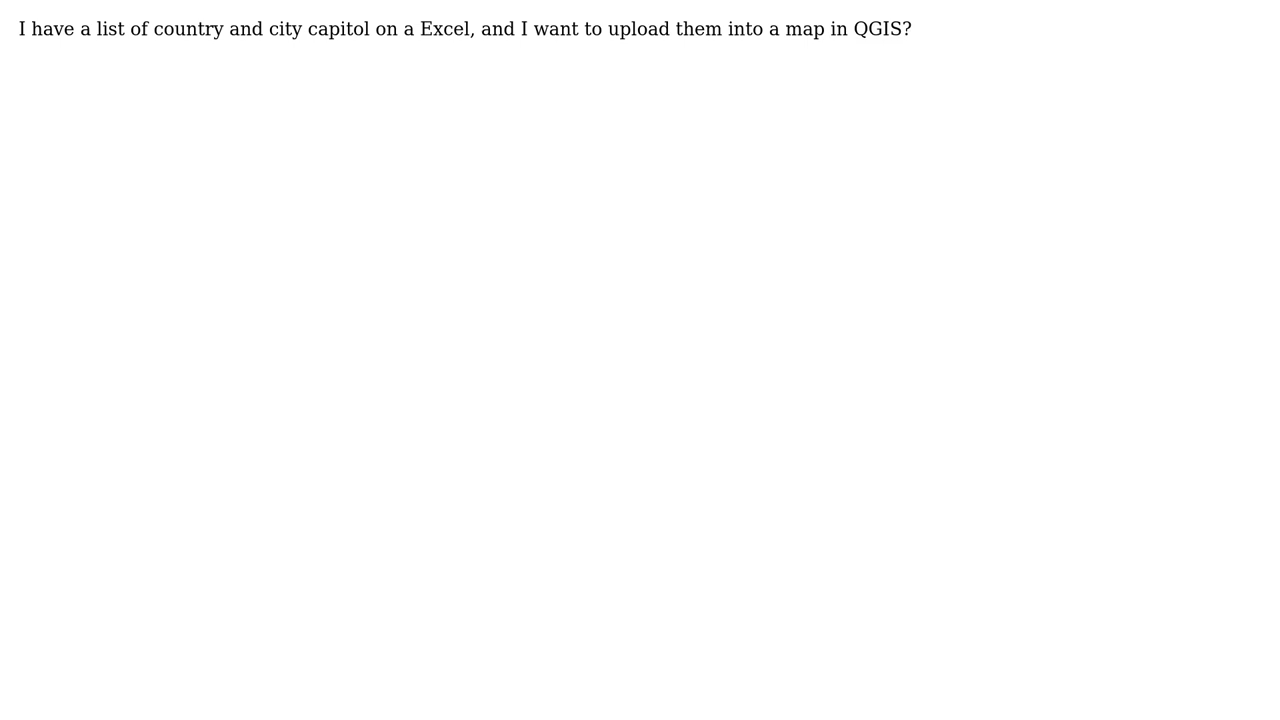 I have a list of country and city capitol on a Excel, and I want to upload them into a map in QGIS?